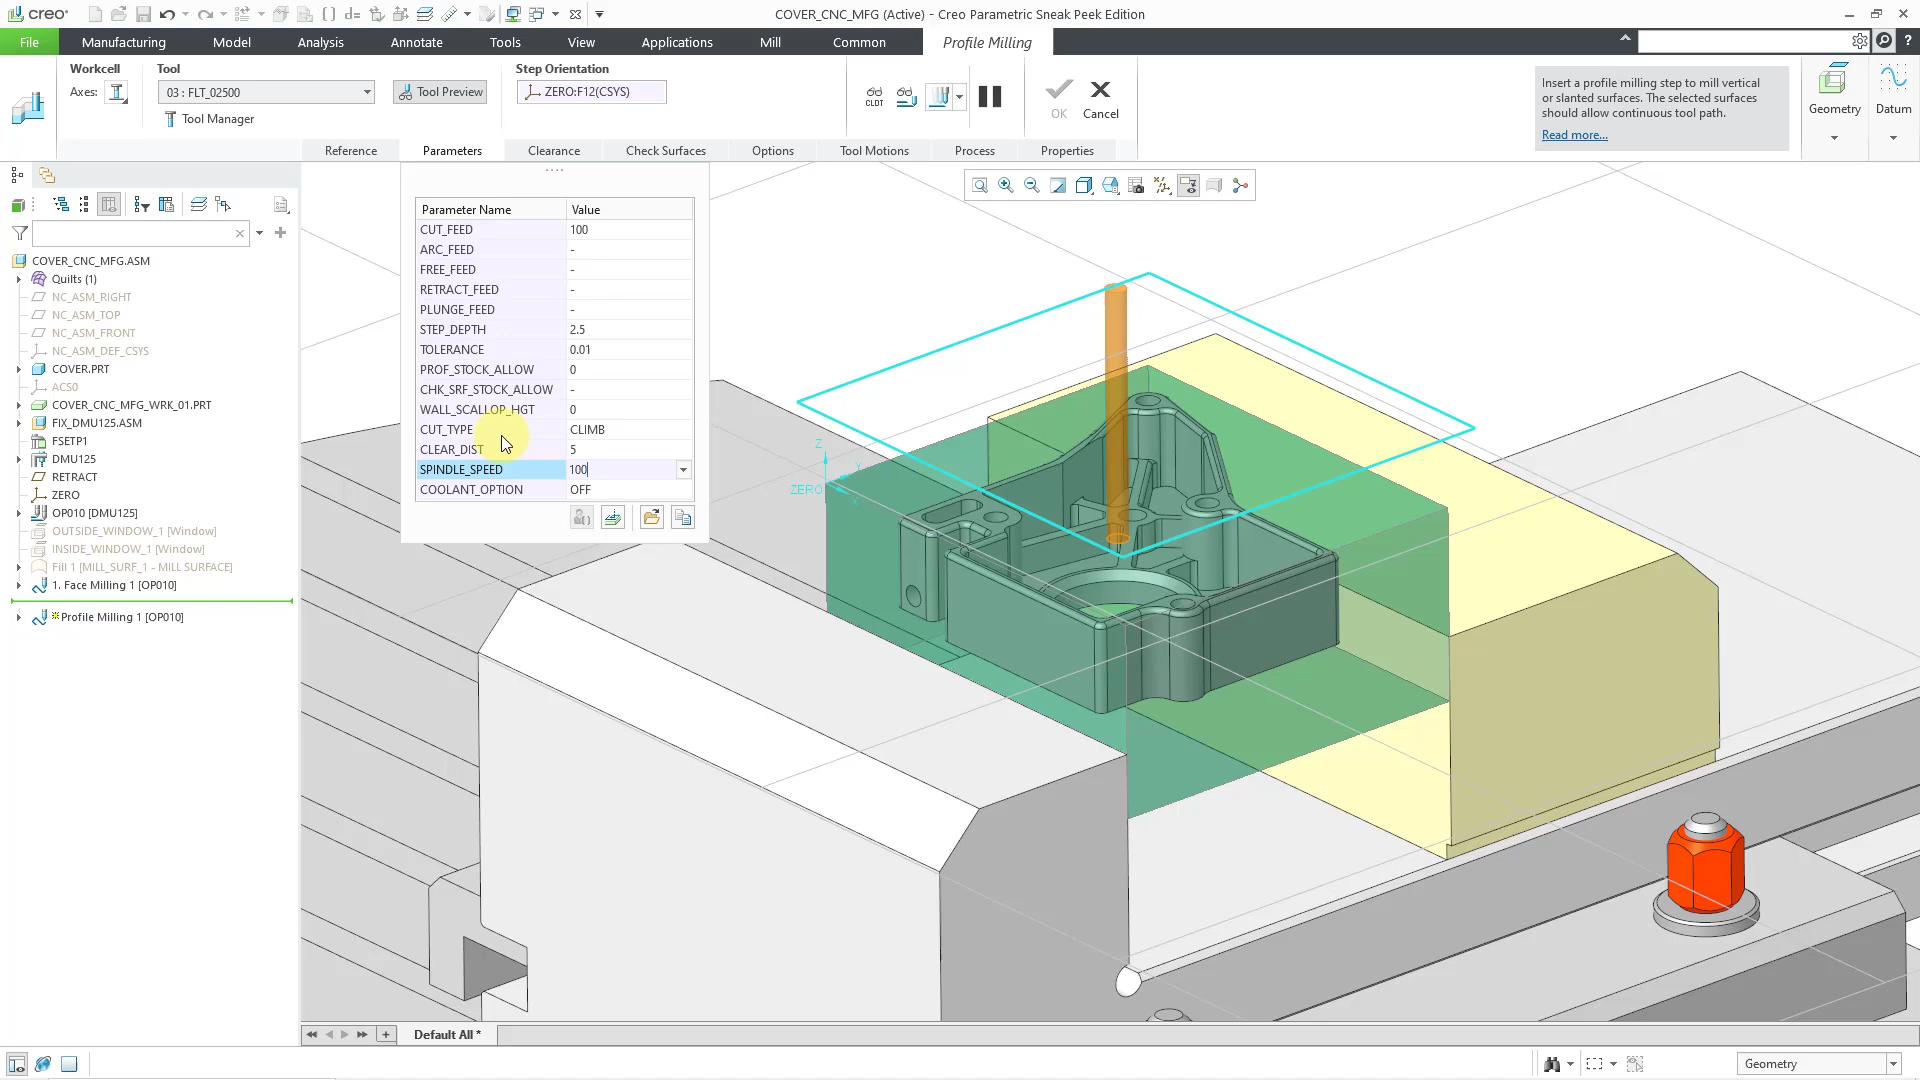 creo
COVER_CNC_MFG (Active) - Creo Parametric Sneak Peek Edition
File
Manufacturing
Model
Analysis
Annotate
Tools
View
Applications
Mill
Common
Profile Milling
Workcell
Axes:
Tool
03 : FLT_02500
Tool Preview
Tool Manager
Step Orientation
ZERO:F12(CSYS)
CLDT
OK
Cancel
Insert a profile milling step to mill vertical
or slanted surfaces. The selected surfaces
should allow continuous tool path.
Read more...
Geometry
Datum
Reference
Parameters
Clearance
Check Surfaces
Options
Tool Motions
Process
Properties
Parameter Name Value
CUT_FEED 100
ARC_FEED -
FREE_FEED -
RETRACT_FEED -
PLUNGE_FEED -
STEP_DEPTH 2.5
TOLERANCE 0.01
PROF_STOCK_ALLOW 0
CHK_SRF_STOCK_ALLOW -
WALL_SCALLOP_HGT 0
CUT_TYPE CLIMB
CLEAR_DIST 5
SPINDLE_SPEED 100
COOLANT_OPTION OFF
COVER_CNC_MFG.ASM
Quilts (1)
NC_ASM_RIGHT
NC_ASM_TOP
NC_ASM_FRONT
NC_ASM_DEF_CSYS
COVER.PRT
ACS0
COVER_CNC_MFG_WRK_01.PRT
FIX_DMU125.ASM
FSETP1
DMU125
RETRACT
ZERO
OP010 [DMU125]
OUTSIDE_WINDOW_1 [Window]
INSIDE_WINDOW_1 [Window]
Fill 1 [MILL_SURF_1 - MILL SURFACE]
1. Face Milling 1 [OP010]
Profile Milling 1 [OP010]
Z
Y
X
ZERO
Default All *
Geometry